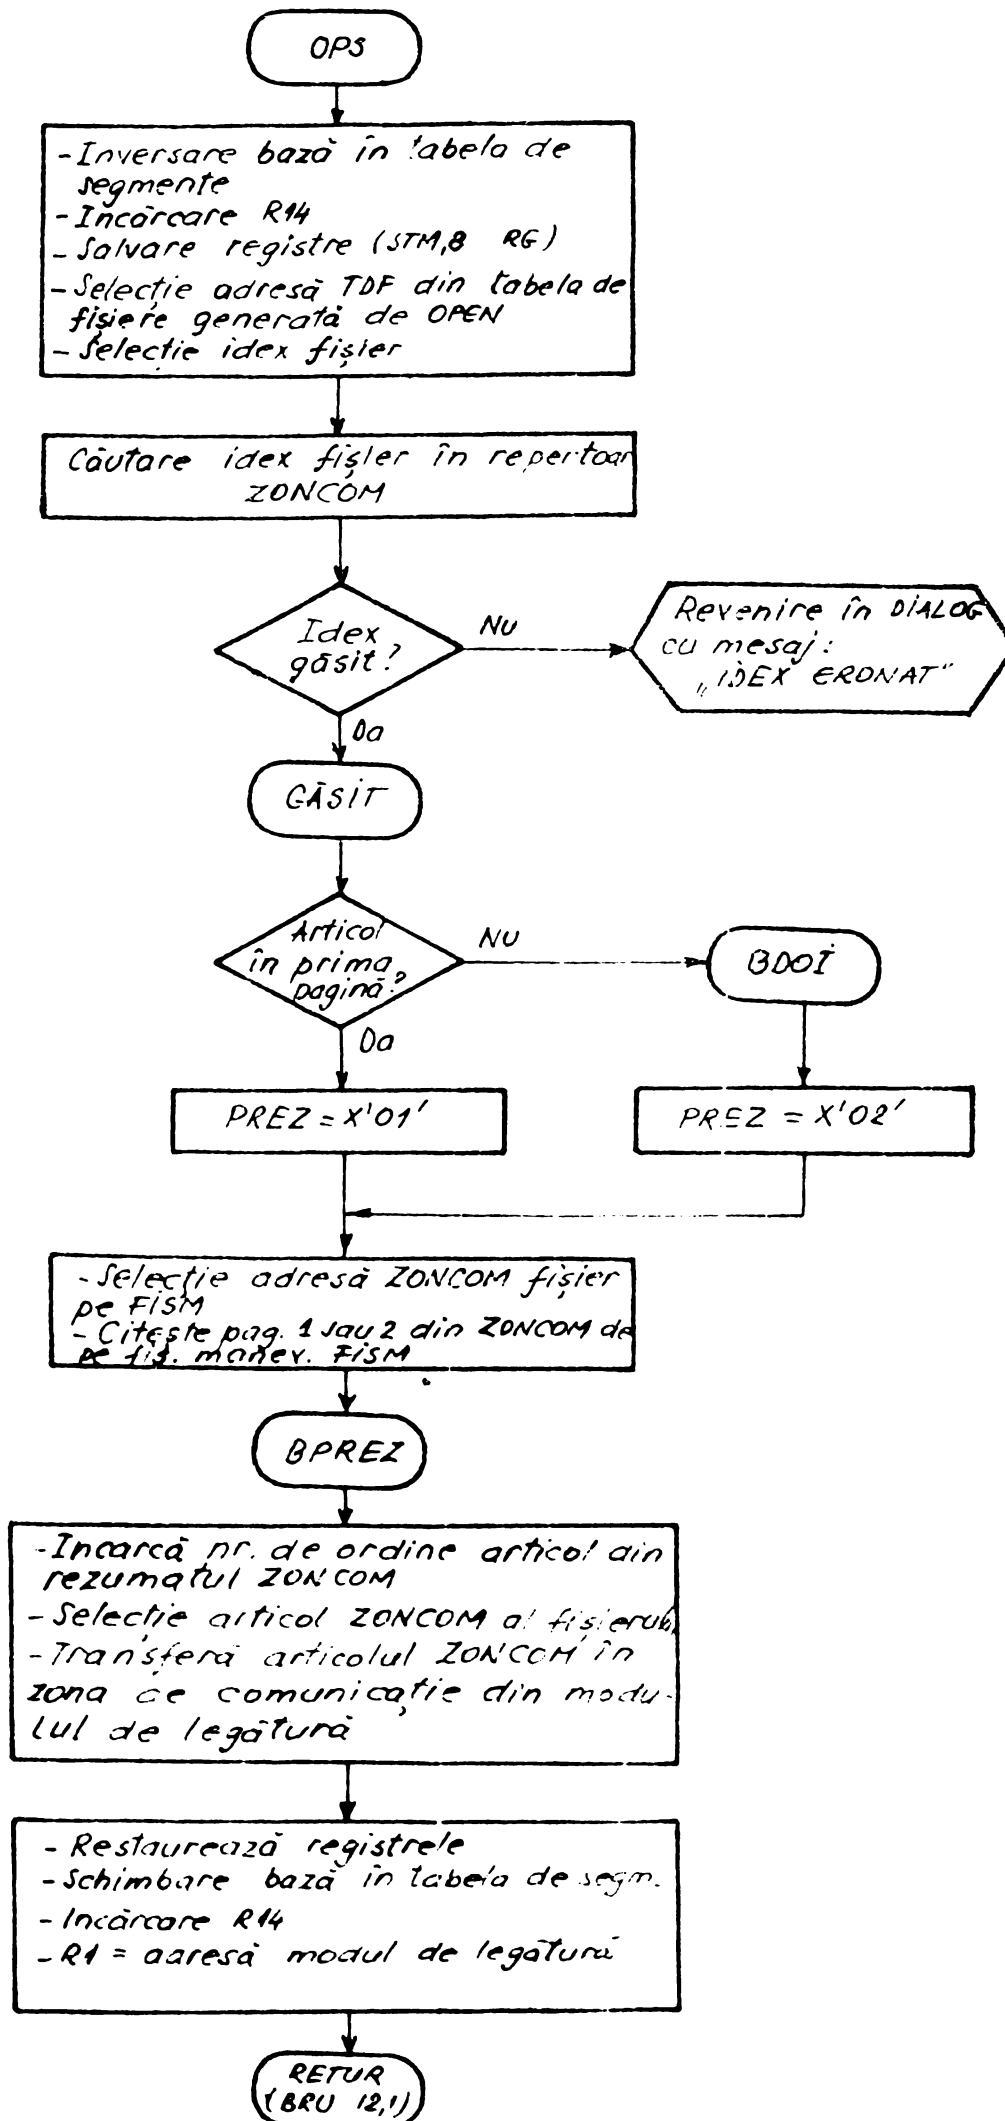 OPS
- Inversare bază în tabela de
segmente
- Incărcare R14
- Salvare registre (STM,8 RG)
- Selecție adresă TDF din tabela de
fișiere generată de OPEN
- Selecție idex fișier
Căutare idex fișier în repertoar
ZONCOM
Idex
găsit?
NU
Revenire în DIALOG
cu mesaj:
„IDEX ERONAT"
Da
GĂSIT
Articol
în prima
pagină?
NU
BDOI
Da
PREZ = X'01'
PREZ = X'02'
- Selecție adresă ZONCOM fișier
pe FISM
- Citește pag. 1 sau 2 din ZONCOM de
pe fiș. manev. FISM
BPREZ
- Incarcă nr. de ordine articol din
rezumatul ZONCOM
- Selecție articol ZONCOM al
- Transferă articolul ZONCOM în
zona de comunicație din modu-
lul de legătură
- Restaurează registrele
- Schimbare bază în tabela de segm.
- Incărcare R14
- R1 = adresă modul de legătură
RETUR
(BRU 12,1)